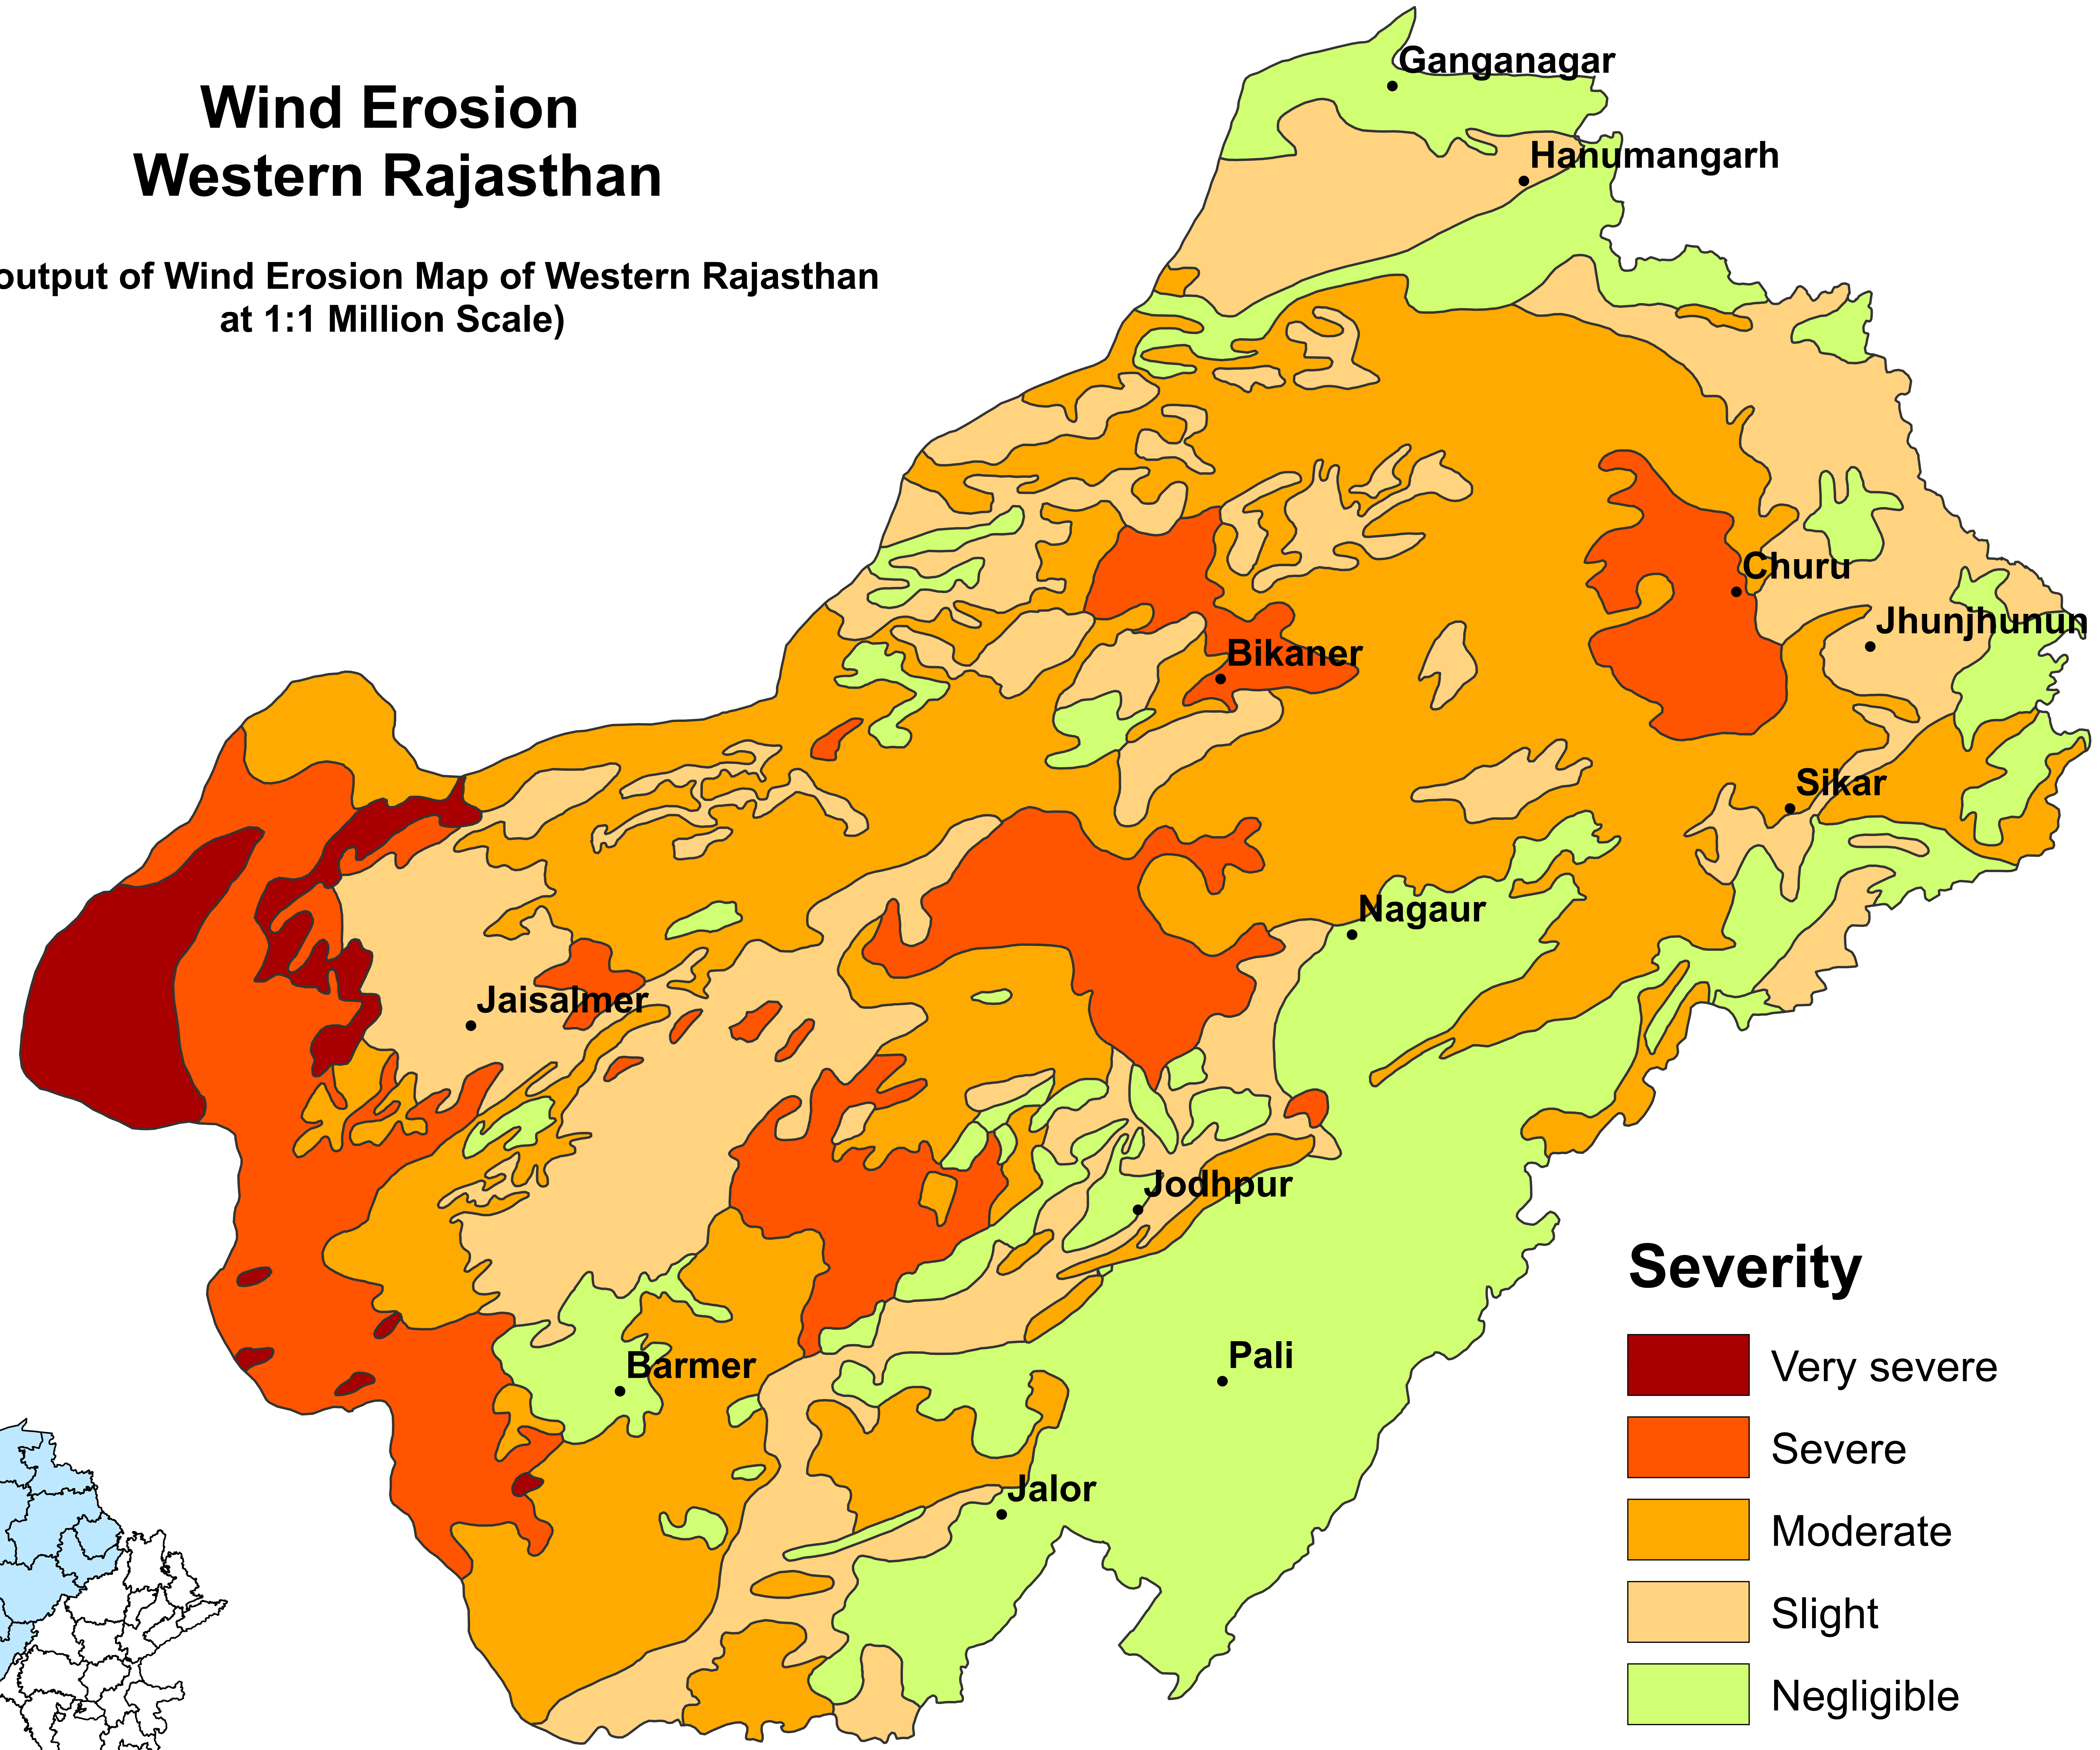 Wind Erosion
Western Rajasthan
output of Wind Erosion Map of Western Rajasthan
at 1:1 Million Scale)
Ganganagar
Hanumangarh
Churu
Jhunjhunun
Bikaner
Sikar
Nagaur
Jaisalmer
Jodhpur
Barmer
Pali
Jalor
Severity
Very severe
Severe
Moderate
Slight
Negligible